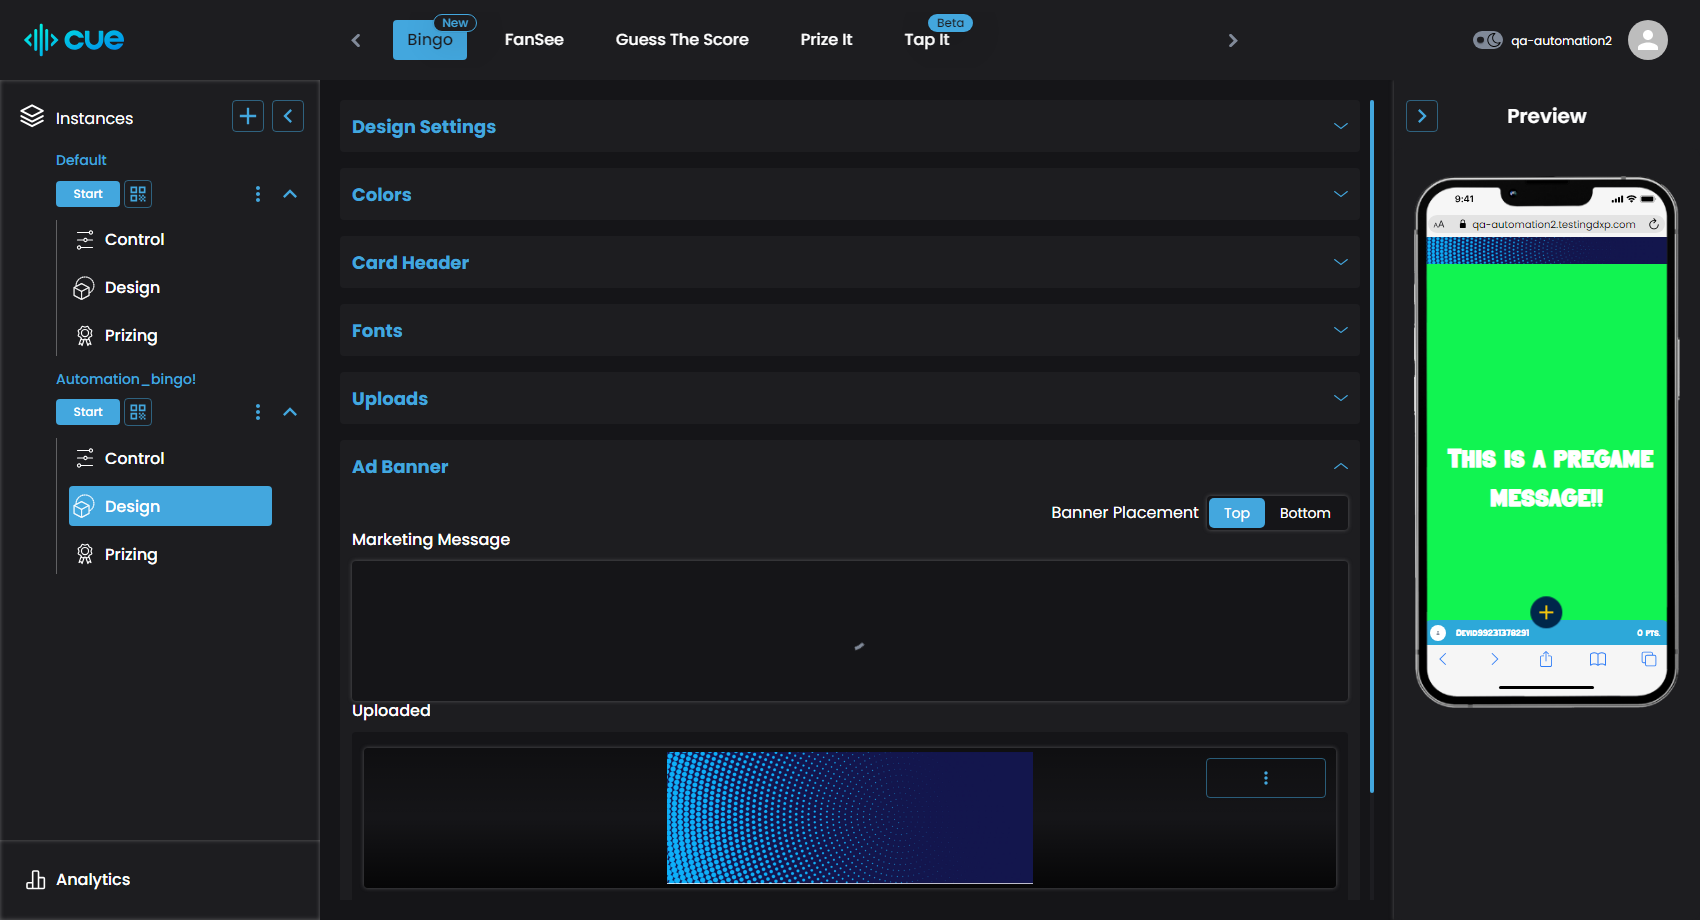 cue
New
Bingo
FanSee
Guess The Score
Prize It
Beta
Tap It
qa-automation2
Instances
Default
Start
Control
Design
Prizing
Automation_bingo!
Start
Control
Design
Prizing
Analytics
Design Settings
Colors
Card Header
Fonts
Uploads
Ad Banner
Banner Placement Top Bottom
Marketing Message
Uploaded
Preview
9:41
AA qa-automation2.testingdxp.com
THIS IS A PREGAME
MESSAGE!!
DEVID99231378291 0 PTS.